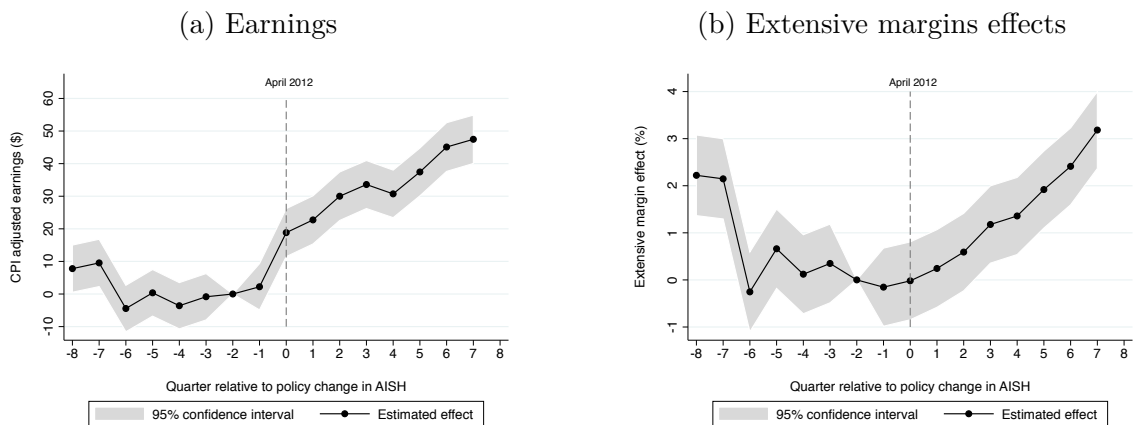 (a) Earnings
April 2012
CPI adjusted earnings ($)
60
50
40
30
20
10
0
-10
-8 -7 -6 -5 -4 -3 -2 -1 0 1 2 3 4 5 6 7 8
Quarter relative to policy change in AISH
95% confidence interval Estimated effect
(b) Extensive margins effects
April 2012
Extensive margin effect (%)
4
3
2
1
0
-1
-8 -7 -6 -5 -4 -3 -2 -1 0 1 2 3 4 5 6 7 8
Quarter relative to policy change in AISH
95% confidence interval Estimated effect